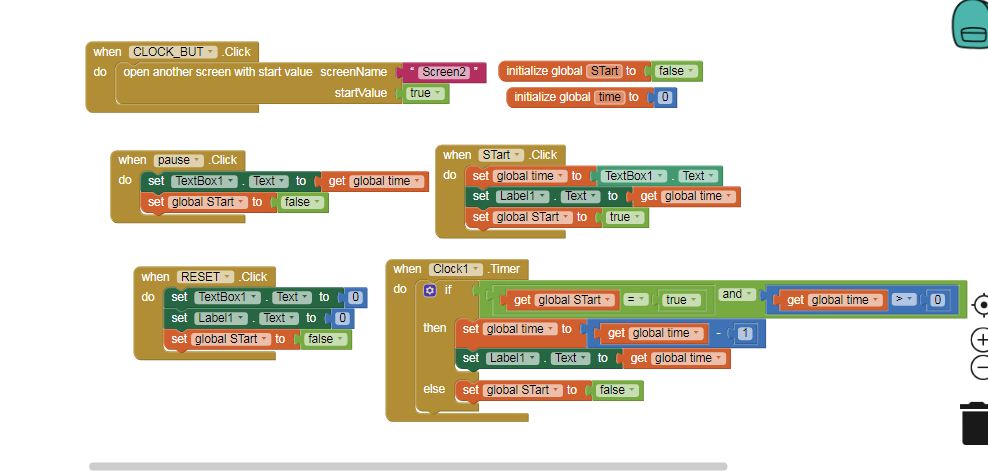 when CLOCK_BUT .Click
do open another screen with start value screenName " Screen2 "
startValue true
initialize global STart to false
initialize global time to 0
when pause .Click
do set TextBox1 . Text to get global time
set global STart to false
when STart .Click
do set global time to TextBox1 . Text
set Label1 . Text to get global time
set global STart to true
when RESET .Click
do set TextBox1 . Text to 0
set Label1 . Text to 0
set global STart to false
when Clock1 .Timer
do if get global STart = true and get global time > 0
then set global time to get global time - 1
set Label1 . Text to get global time
else set global STart to false